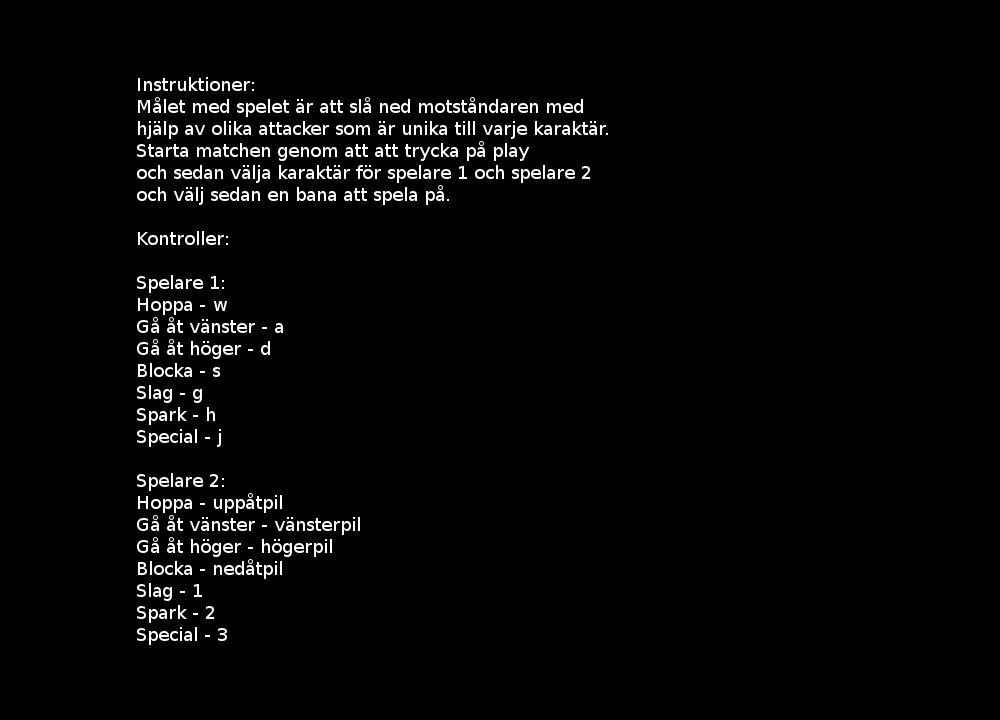 Instruktioner:
Målet med spelet är att slå ned motståndaren med
hjälp av olika attacker som är unika till varje karaktär.
Starta matchen genom att att trycka på play
och sedan välja karaktär för spelare 1 och spelare 2
och välj sedan en bana att spela på.
Kontroller:
Spelare 1:
Hoppa - w
Gå åt vänster - a
Gå åt höger - d
Blocka - s
Slag - g
Spark - h
Special - j
Spelare 2:
Hoppa - uppåtpil
Gå åt vänster - vänsterpil
Gå åt höger - högerpil
Blocka - nedåtpil
Slag - 1
Spark - 2
Special - 3